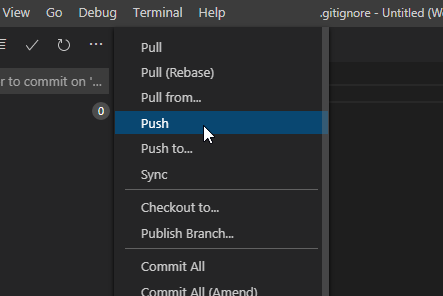 View Go Debug Terminal Help .gitignore - Untitled (W
r to commit on '...
0
Pull
Pull (Rebase)
Pull from...
Push
Push to...
Sync
Checkout to...
Publish Branch...
Commit All
Commit All (Amend)